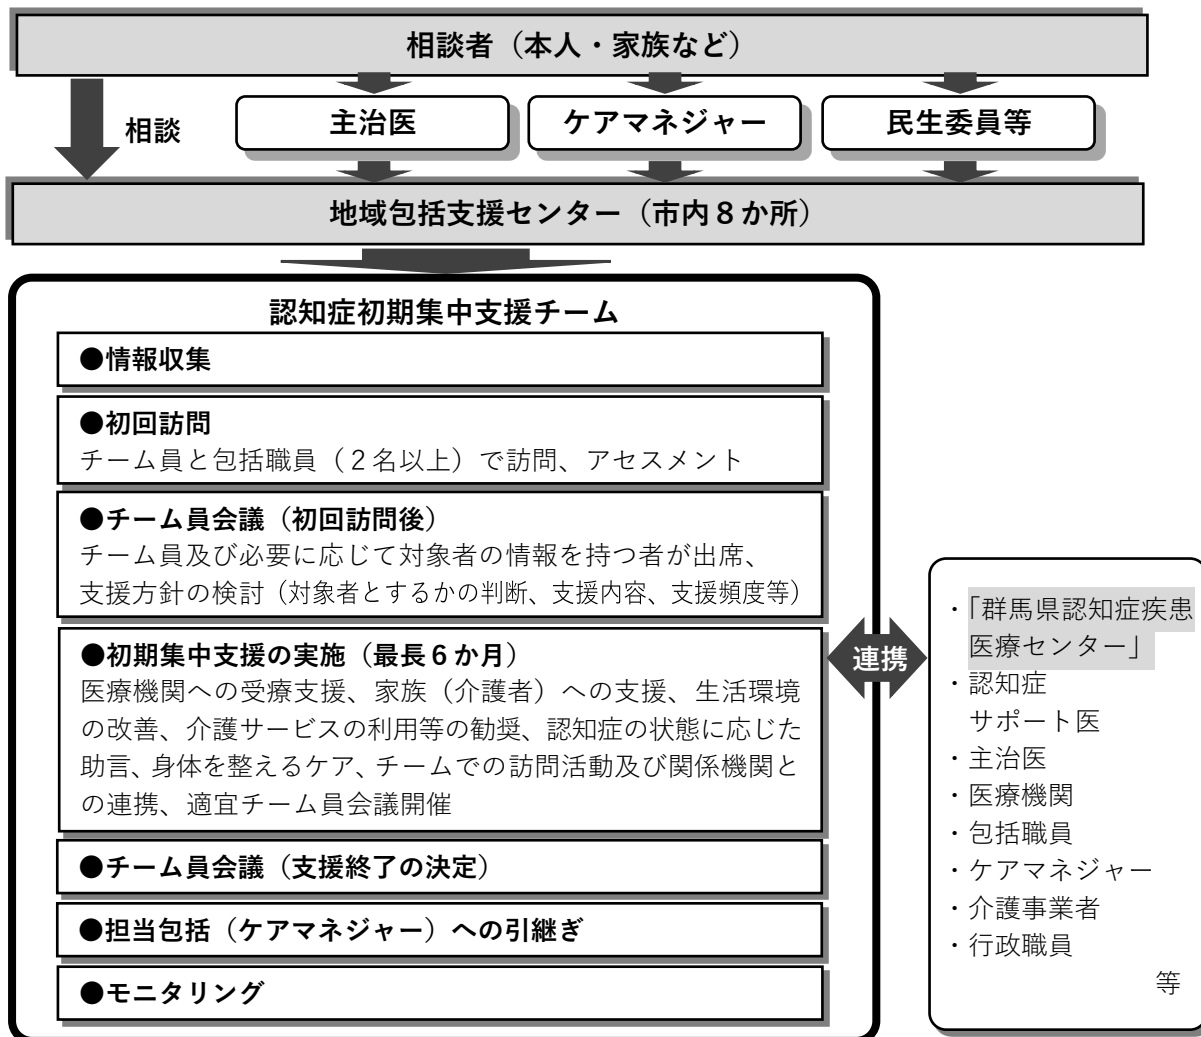 相談者（本人・家族など）
相談
主治医
ケアマネジャー
民生委員等
地域包括支援センター（市内８か所）
認知症初期集中支援チーム
●情報収集
●初回訪問
チーム員と包括職員（２名以上）で訪問、アセスメント
●チーム員会議（初回訪問後）
チーム員及び必要に応じて対象者の情報を持つ者が出席、
支援方針の検討（対象者とするかの判断、支援内容、支援頻度等）
●初期集中支援の実施（最長６か月）
医療機関への受療支援、家族（介護者）への支援、生活環境
の改善、介護サービスの利用等の勧奨、認知症の状態に応じた
助言、身体を整えるケア、チームでの訪問活動及び関係機関と
の連携、適宜チーム員会議開催
●チーム員会議（支援終了の決定）
●担当包括（ケアマネジャー）への引継ぎ
●モニタリング
連携
・「群馬県認知症疾患
医療センター」
・認知症
サポート医
・主治医
・医療機関
・包括職員
・ケアマネジャー
・介護事業者
・行政職員
等